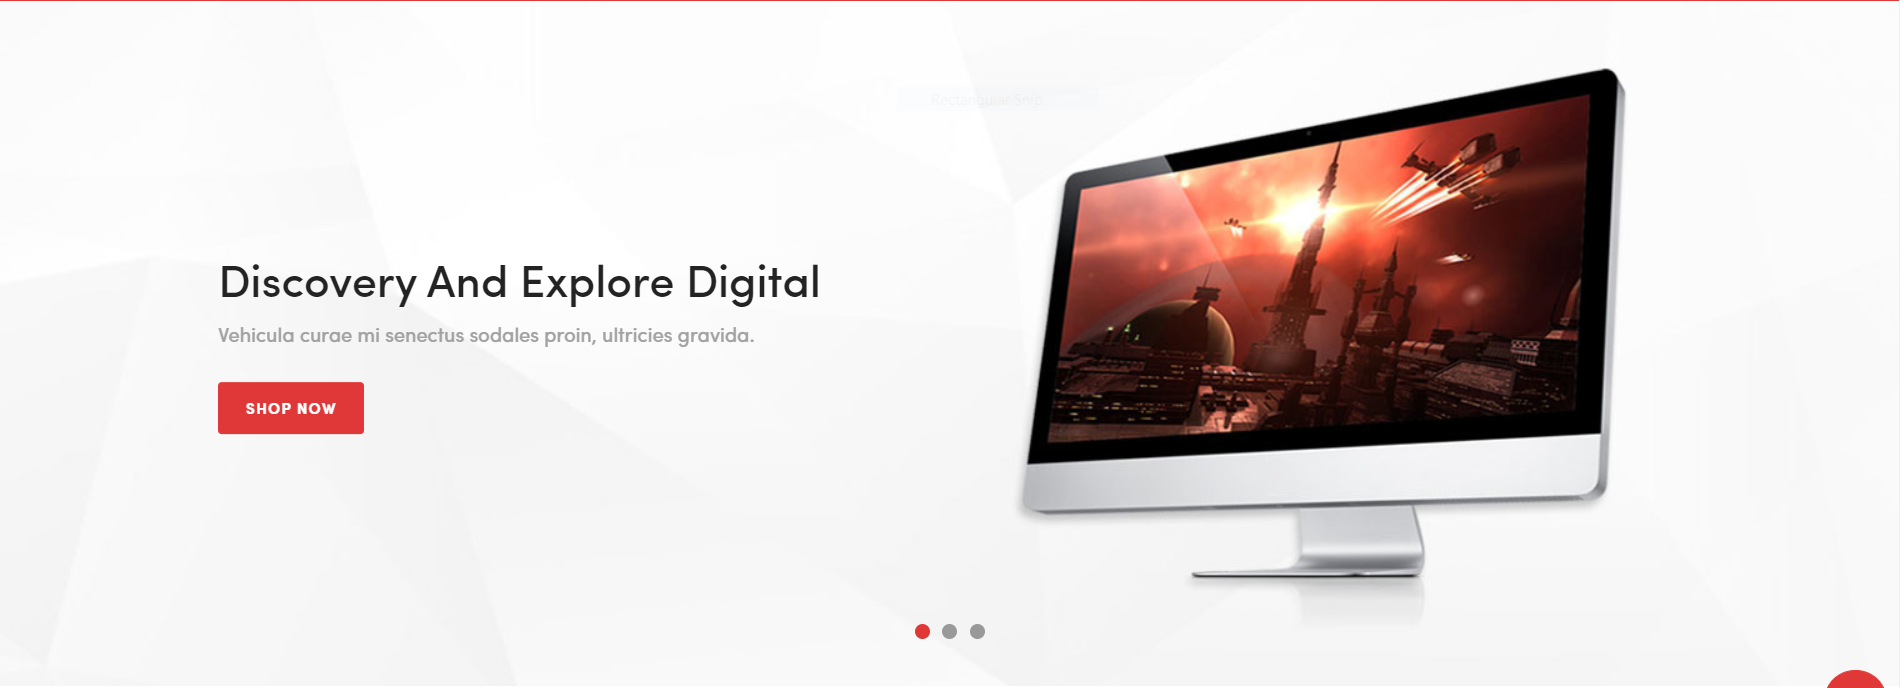 Rectangular Snip
Discovery And Explore Digital
Vehicula curae mi senectus sodales proin, ultricies gravida.
SHOP NOW